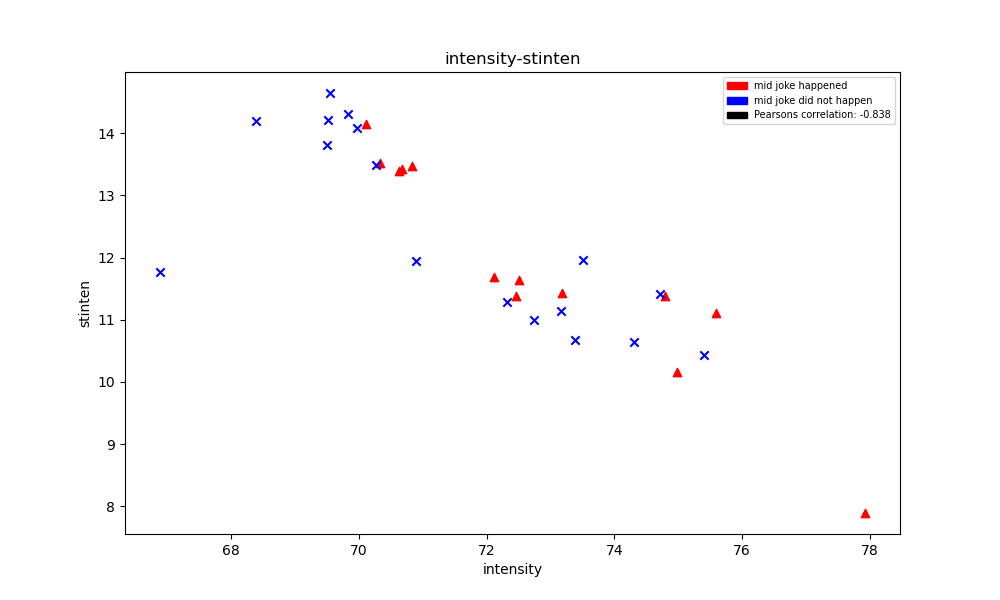 intensity-stinten
mid joke happened
mid joke did not happen
Pearsons correlation: -0.838
14
13
12
11
10
9
8
stinten
68
70
72
74
76
78
intensity